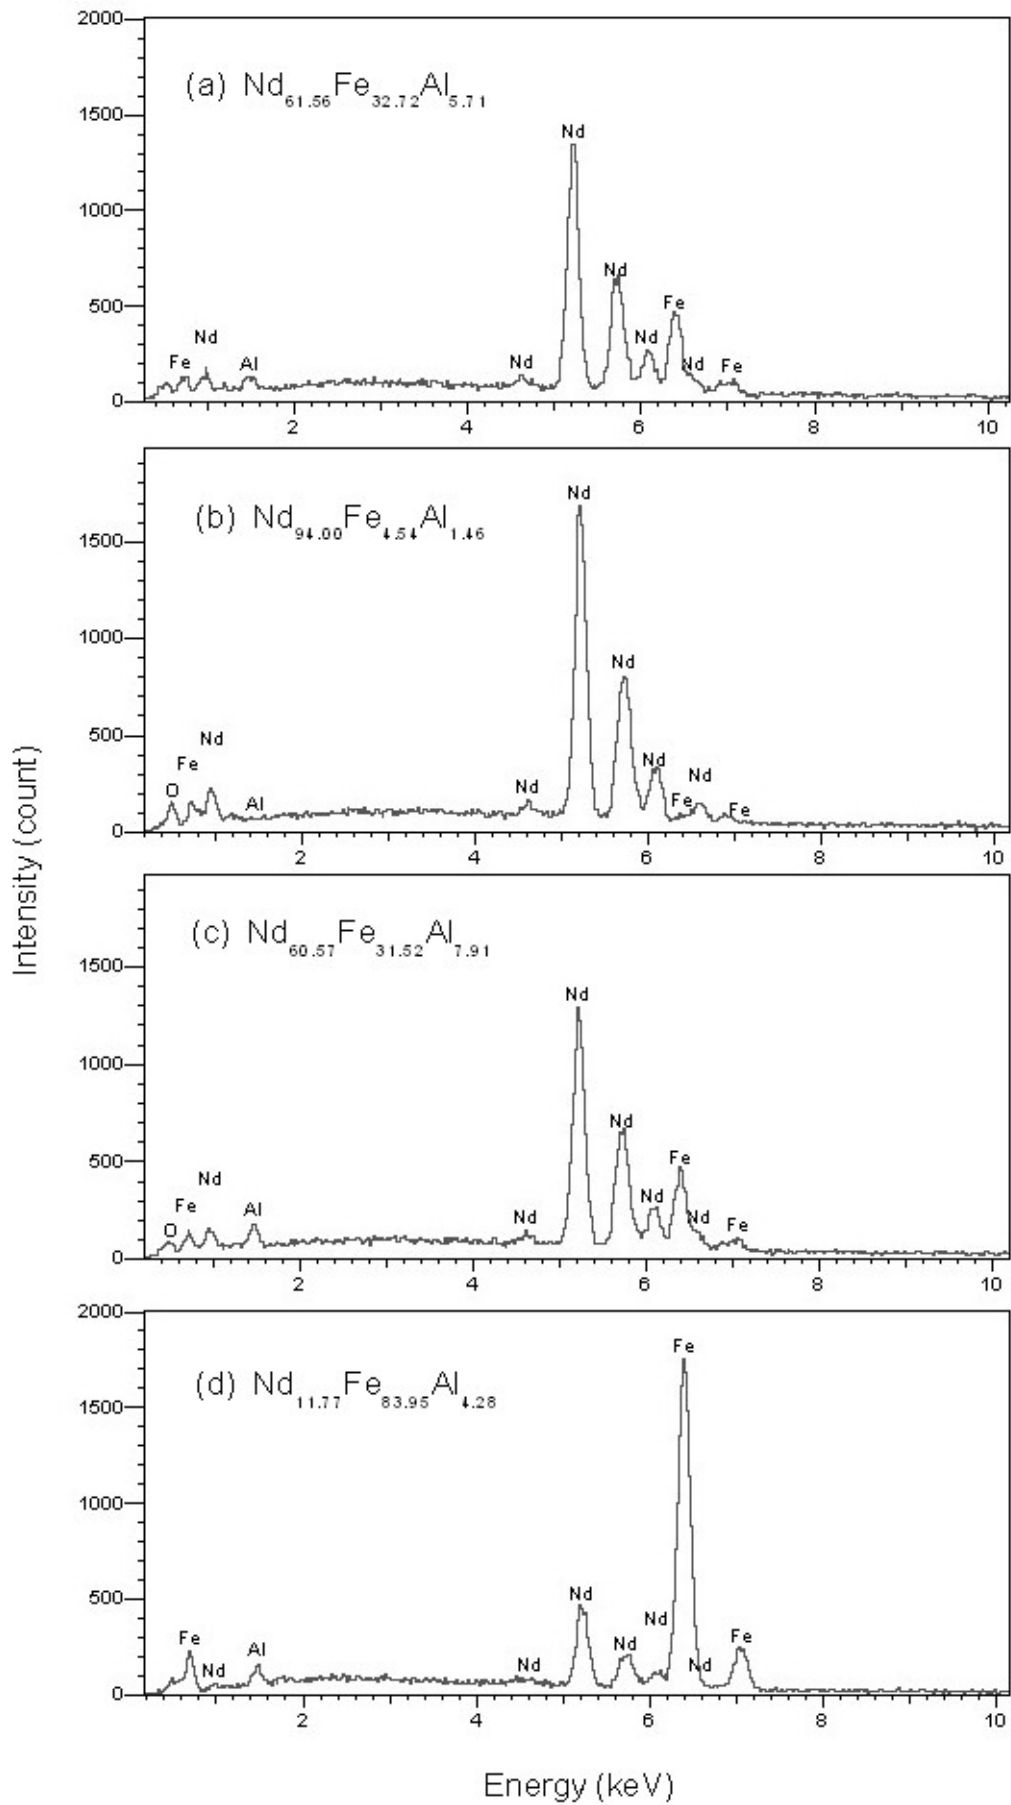 2000
(a) Nd61.56Fe32.72Al5.71
1500
Nd
1000
Nd
500
Fe
Nd
Nd
Fe
Al
Nd
Nd
Fe
0
2 4 6 8 10
(b) Nd94.00Fe4.54Al1.46
Nd
1500
1000
Nd
500
Nd
Fe
Nd
O
Al
Nd
Nd
Fe
Fe
0
2 4 6 8 10
(c) Nd60.57Fe31.52Al7.91
1500
Nd
1000
Nd
500
Fe
Nd
Nd
Fe
Al
O
Nd
Nd
Fe
0
2 4 6 8 10
2000
Fe
(d) Nd11.77Fe83.95Al4.28
1500
1000
500
Nd
Nd
Fe
Fe
Nd
Al
Nd
Nd
Nd
0
2 4 6 8 10
Intensity (count)
Energy (keV)